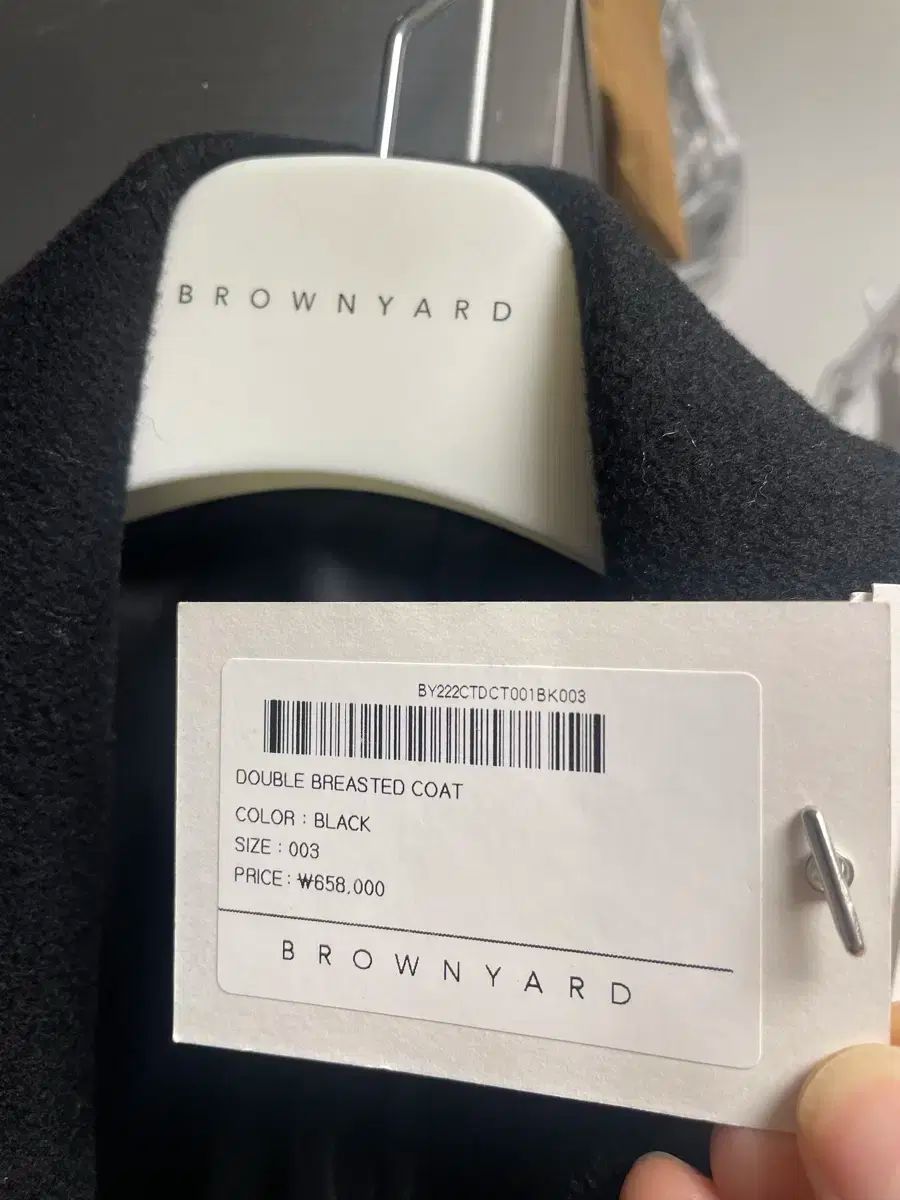 BROWNYARD
BY222CTDCT001BK003
DOUBLE BREASTED COAT
COLOR : BLACK
SIZE : 003
PRICE : ₩658,000
BROWNYARD